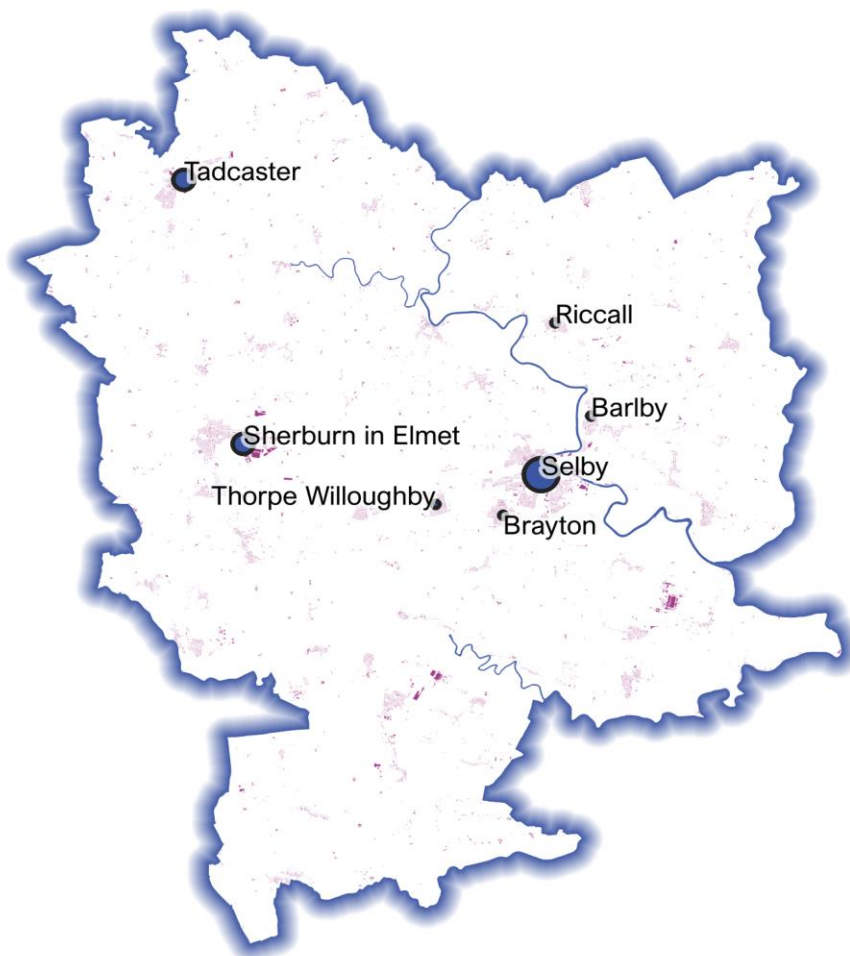 Tadcaster
Riccall
Barlby
Sherburn in Elmet
Selby
Thorpe Willoughby
Brayton